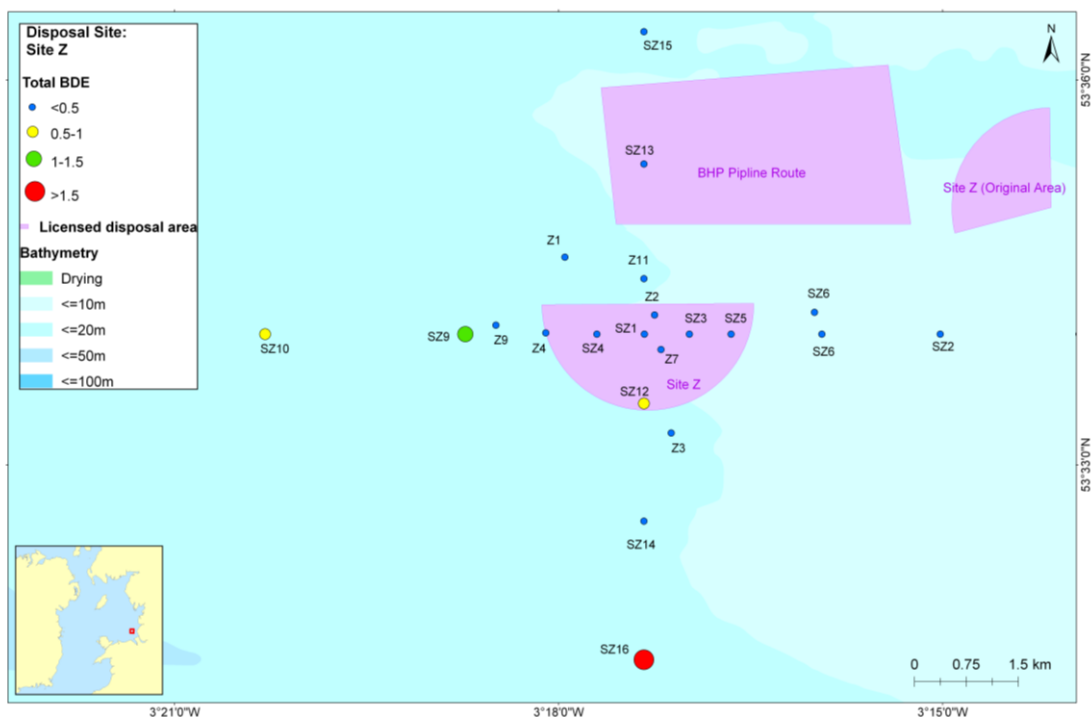 Disposal Site:
Site Z
Total BDE
<0.5
0.5-1
1-1.5
>1.5
Licensed disposal area
Bathymetry
Drying
<=10m
<=20m
<=50m
<=100m
N
SZ15
53°36'0"N
SZ13
BHP Pipline Route
Site Z (Original Area)
Z1
Z11
Z2
SZ6
SZ10
SZ9
Z9
Z4
SZ4
SZ1
SZ3
SZ5
Z7
SZ6
SZ2
Site Z
SZ12
Z3
53°33'0"N
SZ14
SZ16
0 0.75 1.5 km
3°21'0"W
3°18'0"W
3°15'0"W